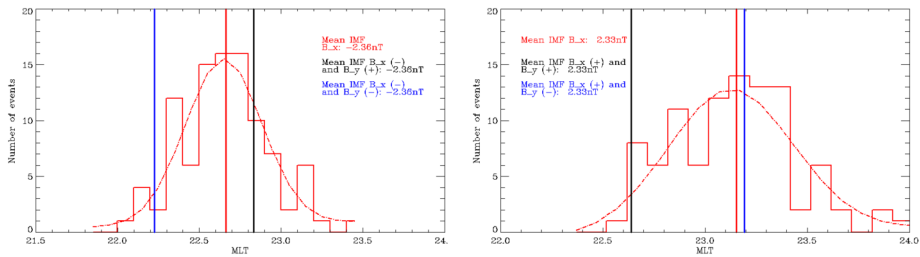 20
15
10
5
0
Number of events
21.5
22.0
22.5
23.0
23.5
24.
MLT
Mean IMF
B_x: −2.36nT
Mean IMF B_x (−)
and B_y (+): −2.36nT
Mean IMF B_x (−)
and B_y (−): −2.36nT
20
15
10
5
0
Number of events
22.0
22.5
23.0
23.5
24.0
MLT
Mean IMF B_x: 2.33nT
Mean IMF B_x (+) and
B_y (+): 2.33nT
Mean IMF B_x (+) and
B_y (−): 2.33nT